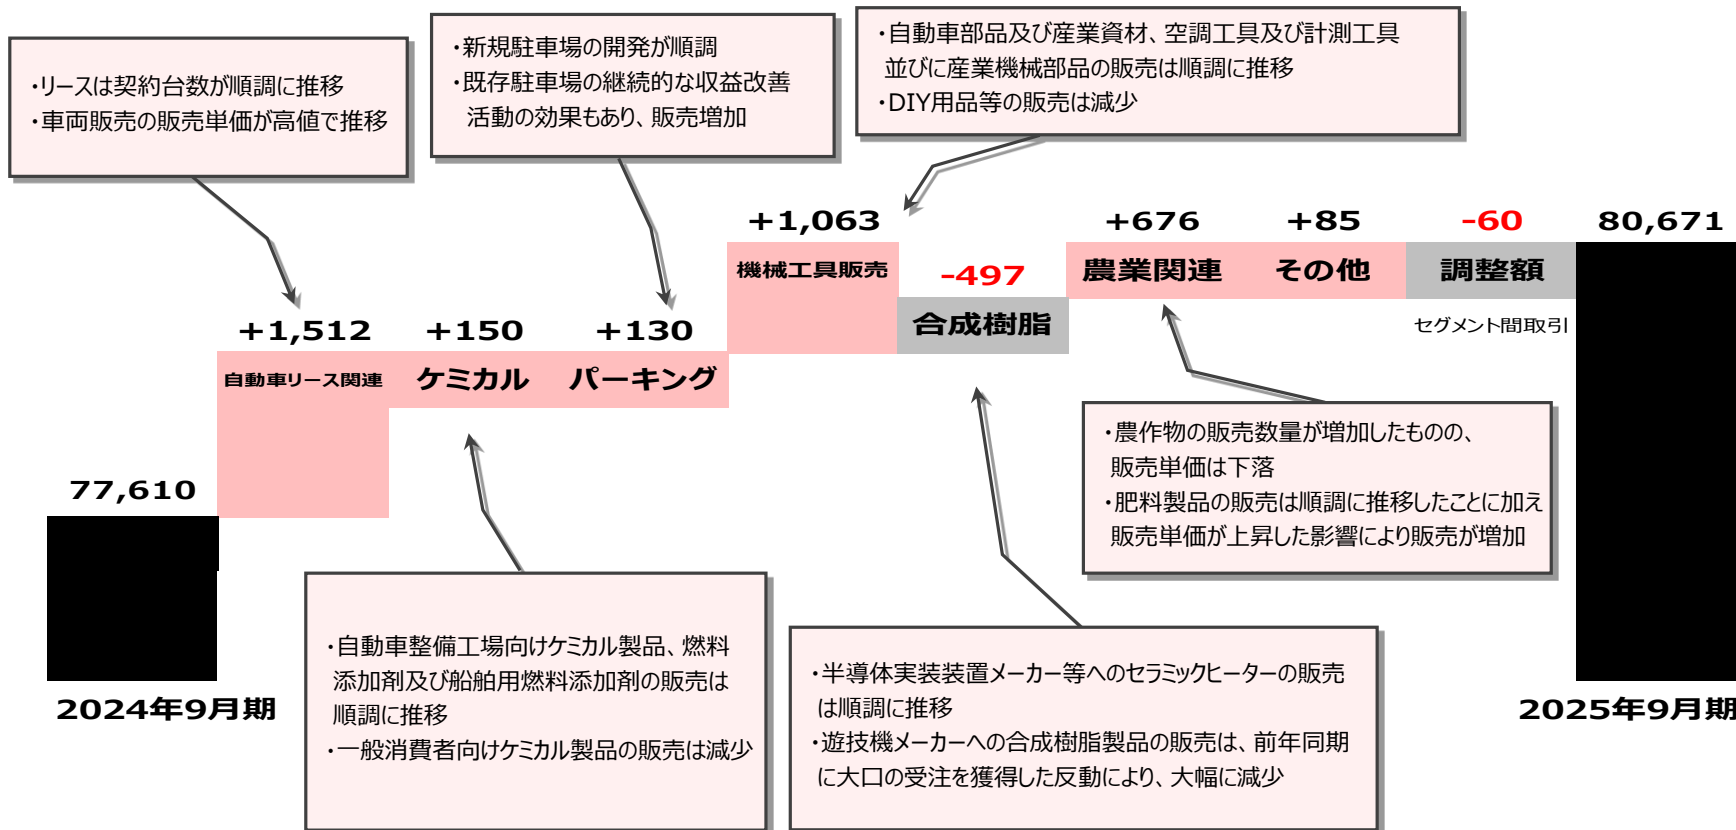 ・リースは契約台数が順調に推移
・車両販売の販売単価が高値で推移
・新規駐車場の開発が順調
・既存駐車場の継続的な収益改善
活動の効果もあり、販売増加
・自動車部品及び産業資材、空調工具及び計測工具
並びに産業機械部品の販売は順調に推移
・DIY用品等の販売は減少
77,610
2024年9月期
+1,512
自動車リース関連
+150
ケミカル
+130
パーキング
+1,063
機械工具販売
-497
合成樹脂
+676
農業関連
+85
その他
-60
調整額
セグメント間取引
80,671
2025年9月期
・自動車整備工場向けケミカル製品、燃料
添加剤及び船舶用燃料添加剤の販売は
順調に推移
・一般消費者向けケミカル製品の販売は減少
・半導体実装装置メーカー等へのセラミックヒーターの販売
は順調に推移
・遊技機メーカーへの合成樹脂製品の販売は、前年同期
に大口の受注を獲得した反動により、大幅に減少
・農作物の販売数量が増加したものの、
販売単価は下落
・肥料製品の販売は順調に推移したことに加え
販売単価が上昇した影響により販売が増加